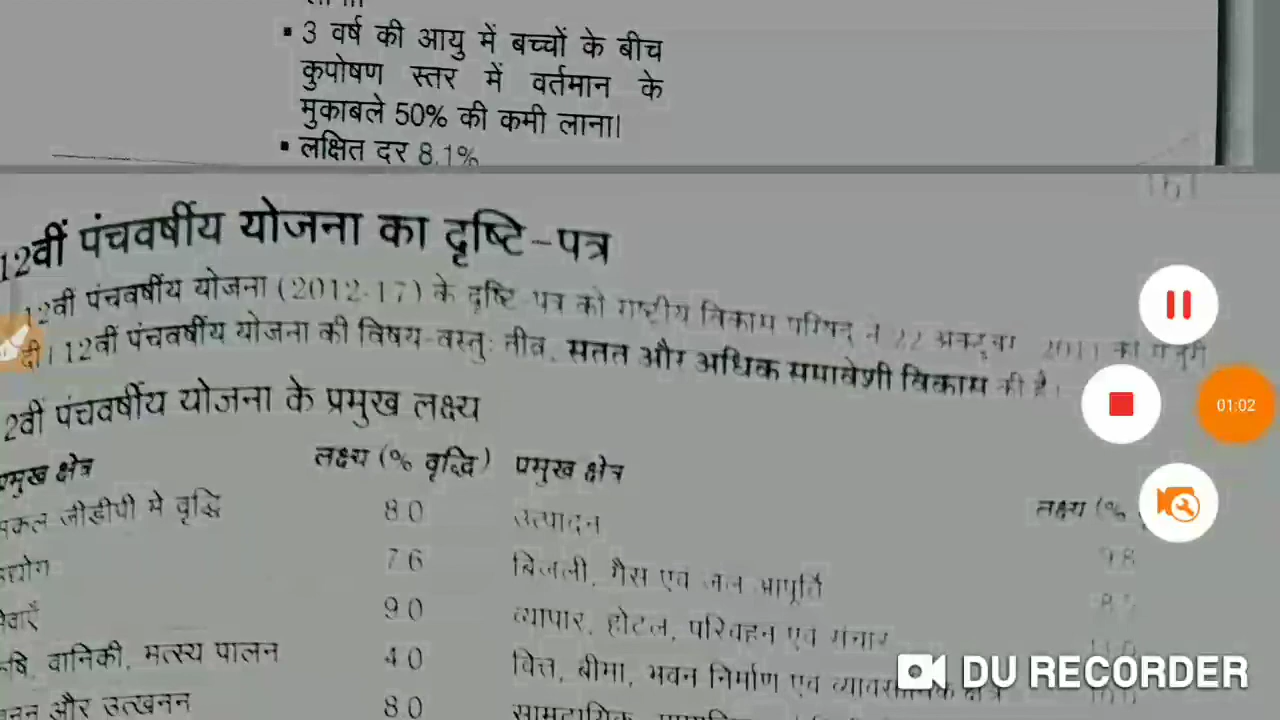 3 वर्ष की आयु में बच्चों के बीच
कुपोषण स्तर में वर्तमान के
मुकाबले 50% की कमी लाना।
लक्षित दर 8.1%
12वीं पंचवर्षीय योजना का दृष्टि-पत्र
12वीं पंचवर्षीय योजना (2012-17) के दृष्टि पत्र को राष्ट्रीय विकास परिषद् ने 22 अक्टूबर 2011 को मंजूरी
दी। 12वीं पंचवर्षीय योजना की विषय-वस्तु: तीव्र, सतत और अधिक समावेशी विकास की है।
2वीं पंचवर्षीय योजना के प्रमुख लक्ष्य
प्रमुख क्षेत्र लक्ष्य (% वृद्धि) प्रमुख क्षेत्र लक्ष्य (%
सकल जीडीपी में वृद्धि 8.0 उत्पादन 9.8
उद्योग 7.6 बिजली, गैस एवं जल आपूर्ति
सेवाएँ 9.0 व्यापार, होटल, परिवहन एवं संचार
कृषि, वानिकी, मत्स्य पालन 4.0 वित्त, बीमा, भवन निर्माण एवं व्यावसायिक क्षेत्र
खनन और उत्खनन 8.0
01:02
DU RECORDER